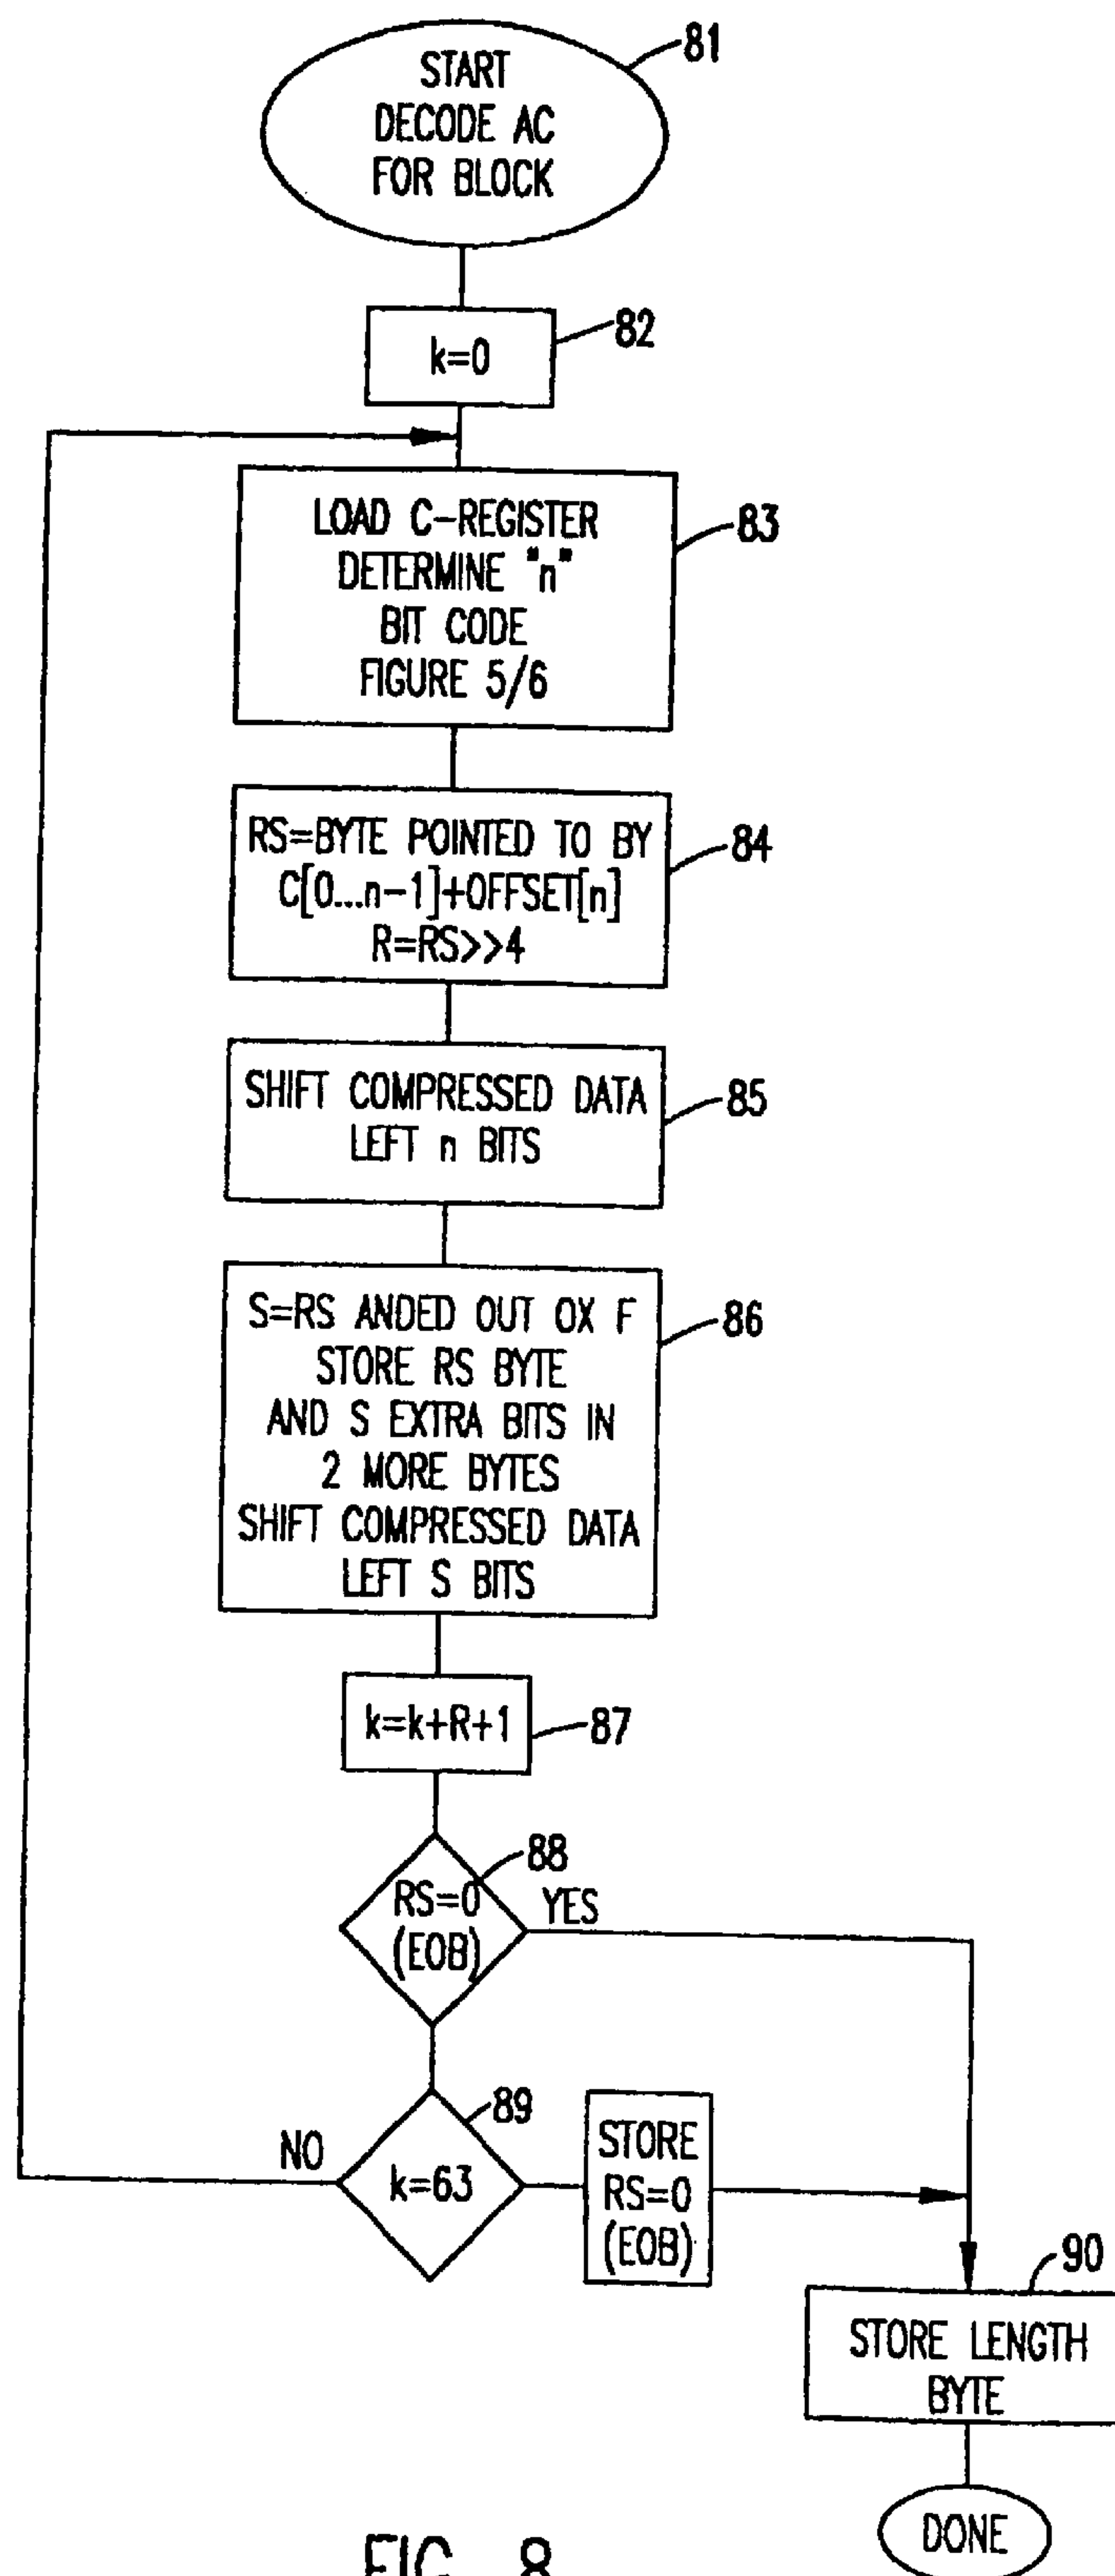 81
START
DECODE AC
FOR BLOCK
82
k=0
83
LOAD C-REGISTER
DETERMINE "n"
BIT CODE
FIGURE 5/6
84
RS=BYTE POINTED TO BY
C[0...n-1]+OFFSET[n]
R=RS>>4
85
SHIFT COMPRESSED DATA
LEFT n BITS
86
S=RS ANDED OUT OX F
STORE RS BYTE
AND S EXTRA BITS IN
2 MORE BYTES
SHIFT COMPRESSED DATA
LEFT S BITS
k=k+R+1
87
88
RS=0
(EOB)
YES
89
NO
k=63
STORE
RS=0
(EOB)
90
STORE LENGTH
BYTE
DONE
FIG. 8